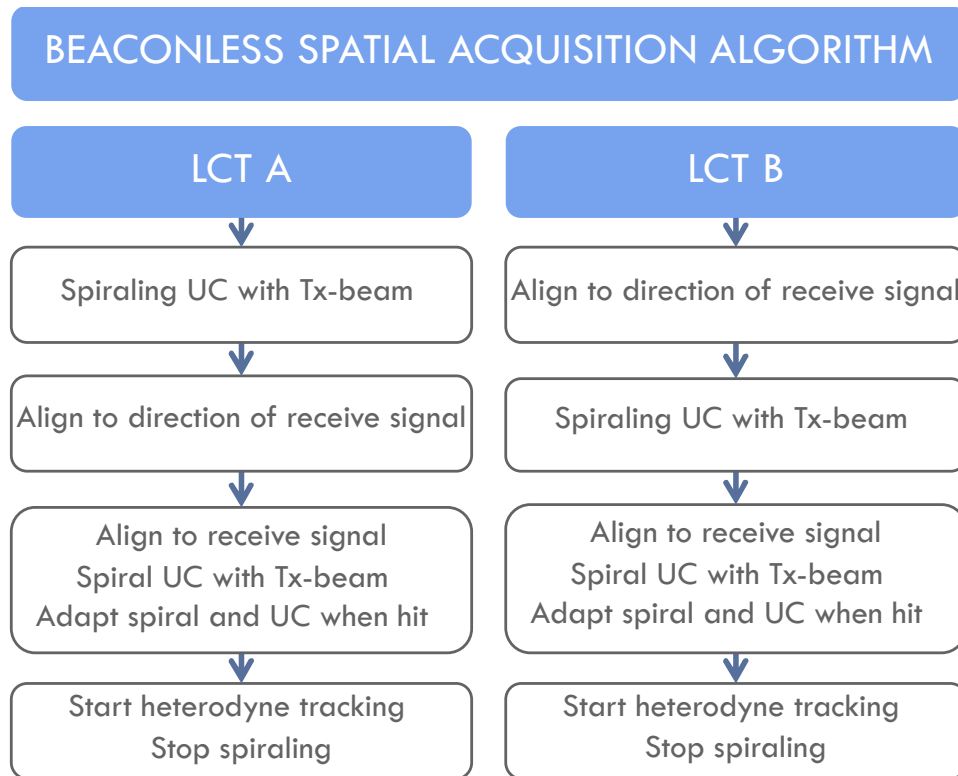 BEACONLESS SPATIAL ACQUISITION ALGORITHM
LCT A
Spiraling UC with Tx-beam
Align to direction of receive signal
Align to receive signal
Spiral UC with Tx-beam
Adapt spiral and UC when hit
Start heterodyne tracking
Stop spiraling
LCT B
Align to direction of receive signal
Spiraling UC with Tx-beam
Align to receive signal
Spiral UC with Tx-beam
Adapt spiral and UC when hit
Start heterodyne tracking
Stop spiraling